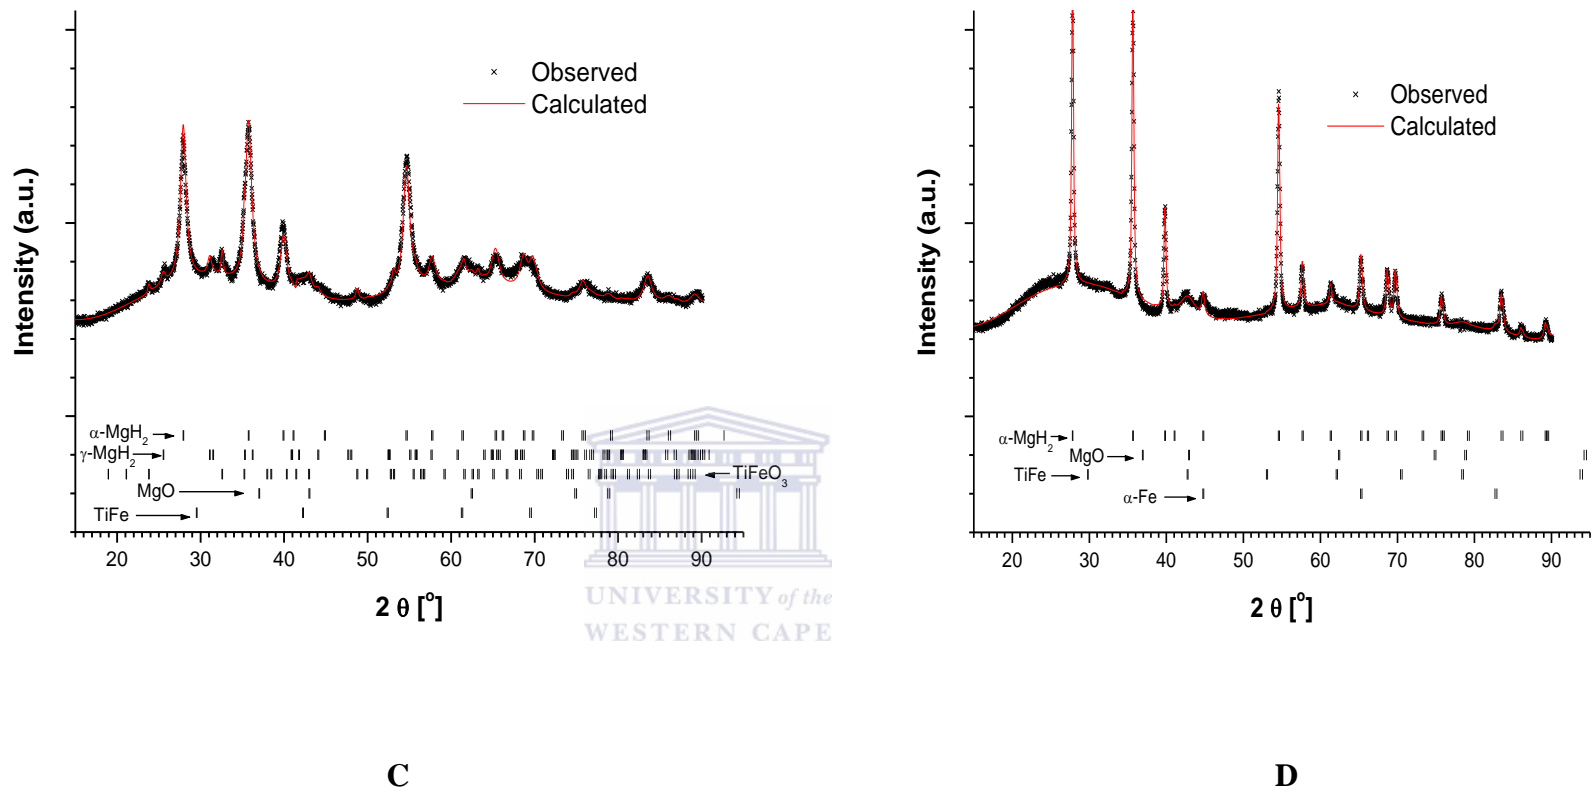 Observed
Calculated
Intensity (a.u.)
α-MgH2
γ-MgH2
TiFeO3
MgO
TiFe
20 30 40 50 60 70 80 90
2 θ [o]
C
Observed
Calculated
Intensity (a.u.)
α-MgH2
MgO
TiFe
α-Fe
20 30 40 50 60 70 80 90
2 θ [o]
D
UNIVERSITY of the
WESTERN CAPE